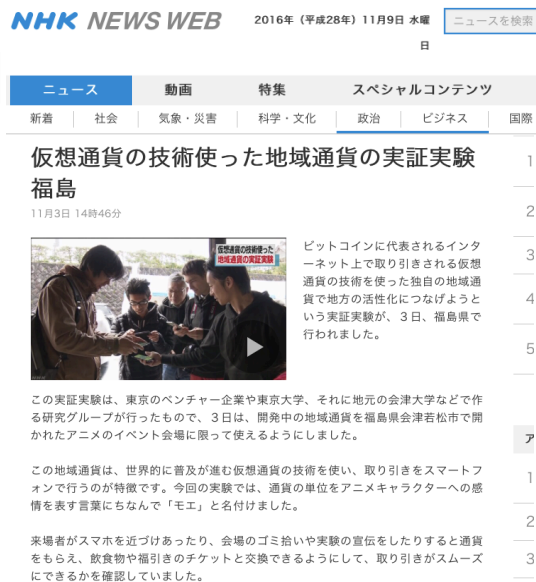 NHK NEWS WEB
2016年（平成28年）11月9日 水曜
日
ニュースを検索
ニュース
動画
特集
スペシャルコンテンツ
新着
社会
気象・災害
科学・文化
政治
ビジネス
国際
仮想通貨の技術使った地域通貨の実証実験
福島
11月3日 14時46分
仮想通貨の技術使った
地域通貨の実証実験
ビットコインに代表されるインタ
ーネット上で取り引きされる仮想
通貨の技術を使った独自の地域通
貨で地方の活性化につなげようと
いう実証実験が、３日、福島県で
行われました。
この実証実験は、東京のベンチャー企業や東京大学、それに地元の会津大学などで作
る研究グループが行ったもので、３日は、開発中の地域通貨を福島県会津若松市で開
かれたアニメのイベント会場に限って使えるようにしました。
この地域通貨は、世界的に普及が進む仮想通貨の技術を使い、取り引きをスマートフ
ォンで行うのが特徴です。今回の実験では、通貨の単位をアニメキャラクターへの感
情を表す言葉にちなんで「モエ」と名付けました。
来場者がスマホを近づけあったり、会場のゴミ拾いや実験の宣伝をしたりすると通貨
をもらえ、飲食物や福引きのチケットと交換できるようにして、取り引きがスムーズ
にできるかを確認していました。
1
2
3
4
5
ア
1
2
3